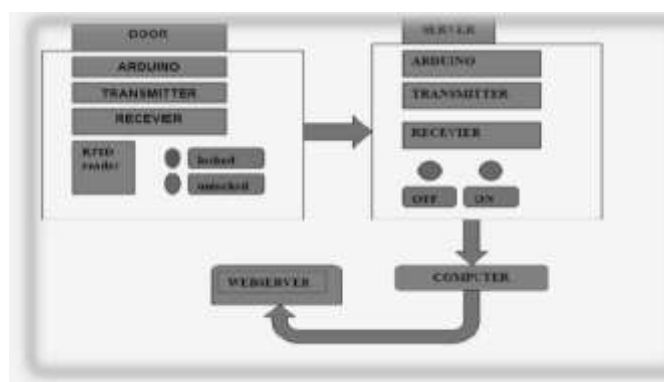 DOOR
ARDUINO
TRANSMITTER
RECEVIER
RFID
reader
locked
unlocked
SERVER
ARDUINO
TRANSMITTER
RECEVIER
OFF
ON
COMPUTER
WEBSERVER